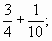 3/4 + 1/10;